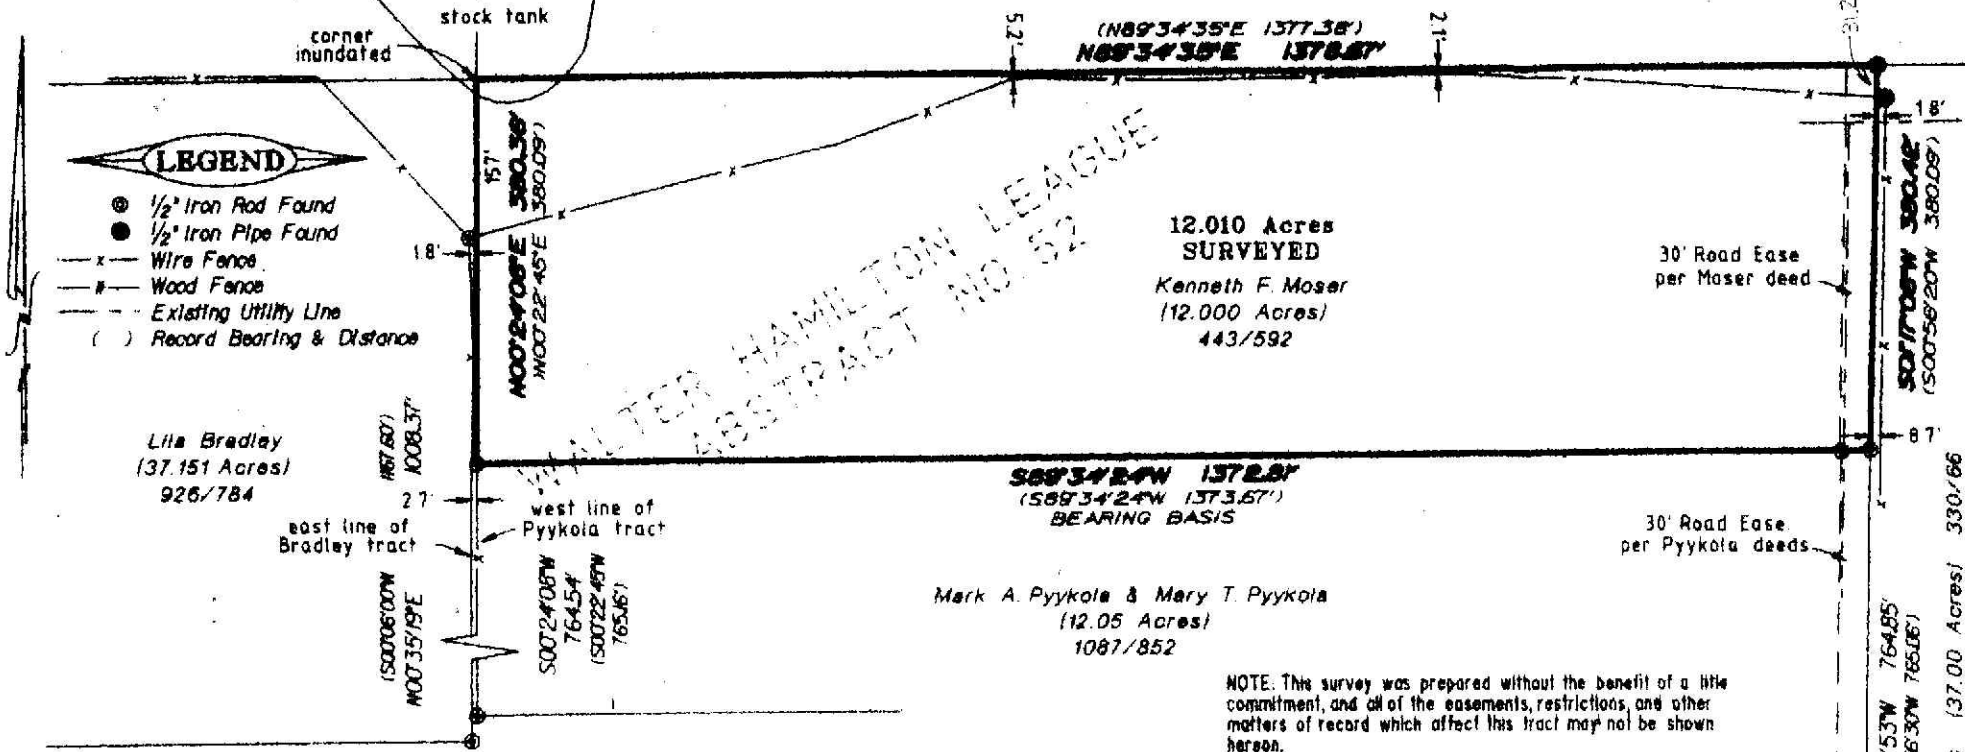 stock tank
corner
inundated
5.2'
(N89°34'35"E 1377.38')
N89°34'35"E 1378.67'
2.1'
1.8'
LEGEND
1/2" Iron Rod Found
1/2" Iron Pipe Found
Wire Fence
Wood Fence
Existing Utility Line
( ) Record Bearing & Distance
157'
1.8'
N00°24'08"E 380.38'
(N00°22'45"E 380.09')
WALTER HAMILTON LEAGUE
ABSTRACT NO. 52
12.010 Acres
SURVEYED
Kenneth F. Moser
(12.000 Acres)
443/592
30' Road Ease
per Moser deed
S01°17'08"W 380.42'
(S00°56'20"W 380.09')
8.7'
Lila Bradley
(37.151 Acres)
926/784
1008.37'
2.7'
east line of
Bradley tract
west line of
Pyykola tract
S89°34'24"W 1372.81'
(S89°34'24"W 1373.67')
BEARING BASIS
30' Road Ease.
per Pyykola deeds
(S00°06'00"W
N00°35'19"E
S00°24'08"W
764.54'
(S00°22'45"W
765.16')
Mark A. Pyykola & Mary T. Pyykola
(12.05 Acres)
1087/852
764.85'
765.06')
(37.00 Acres) 330/66
NOTE: This survey was prepared without the benefit of a title
commitment, and all of the easements, restrictions, and other
matters of record which affect this tract may not be shown
hereon.